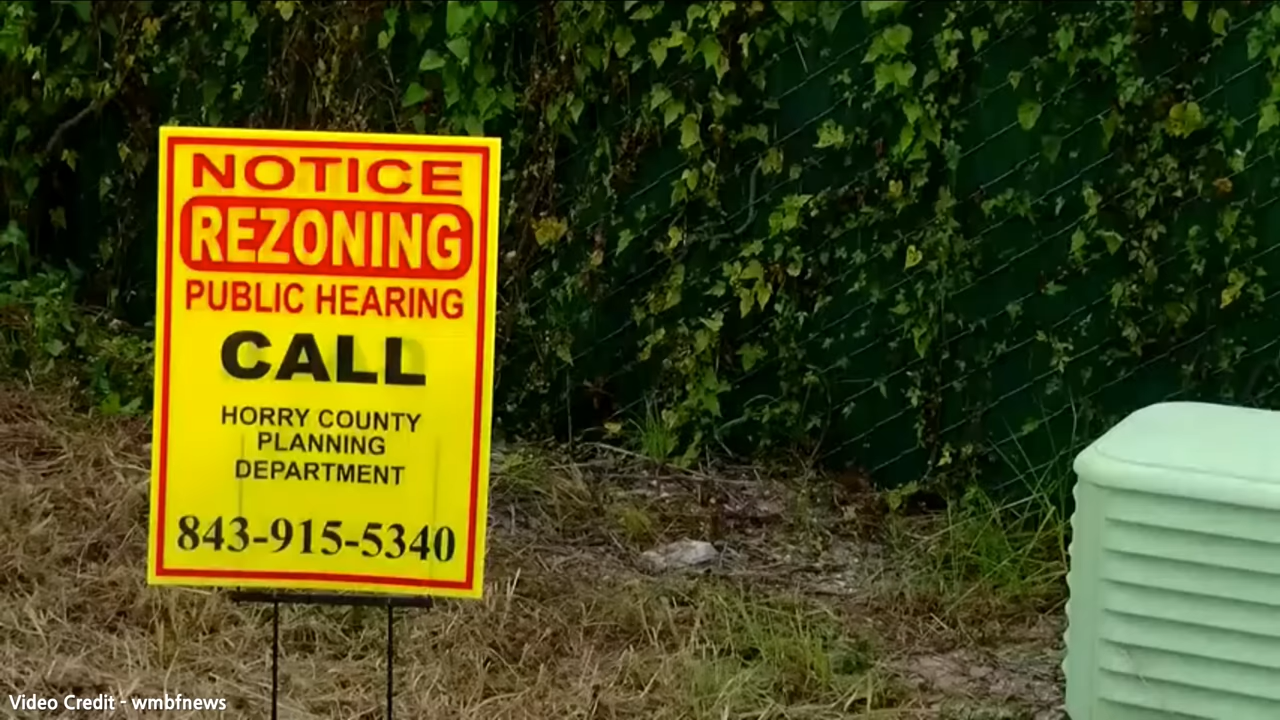 NOTICE
REZONING
PUBLIC HEARING
CALL
HORRY COUNTY
PLANNING
DEPARTMENT
843-915-5340
Video Credit - wmbfnews